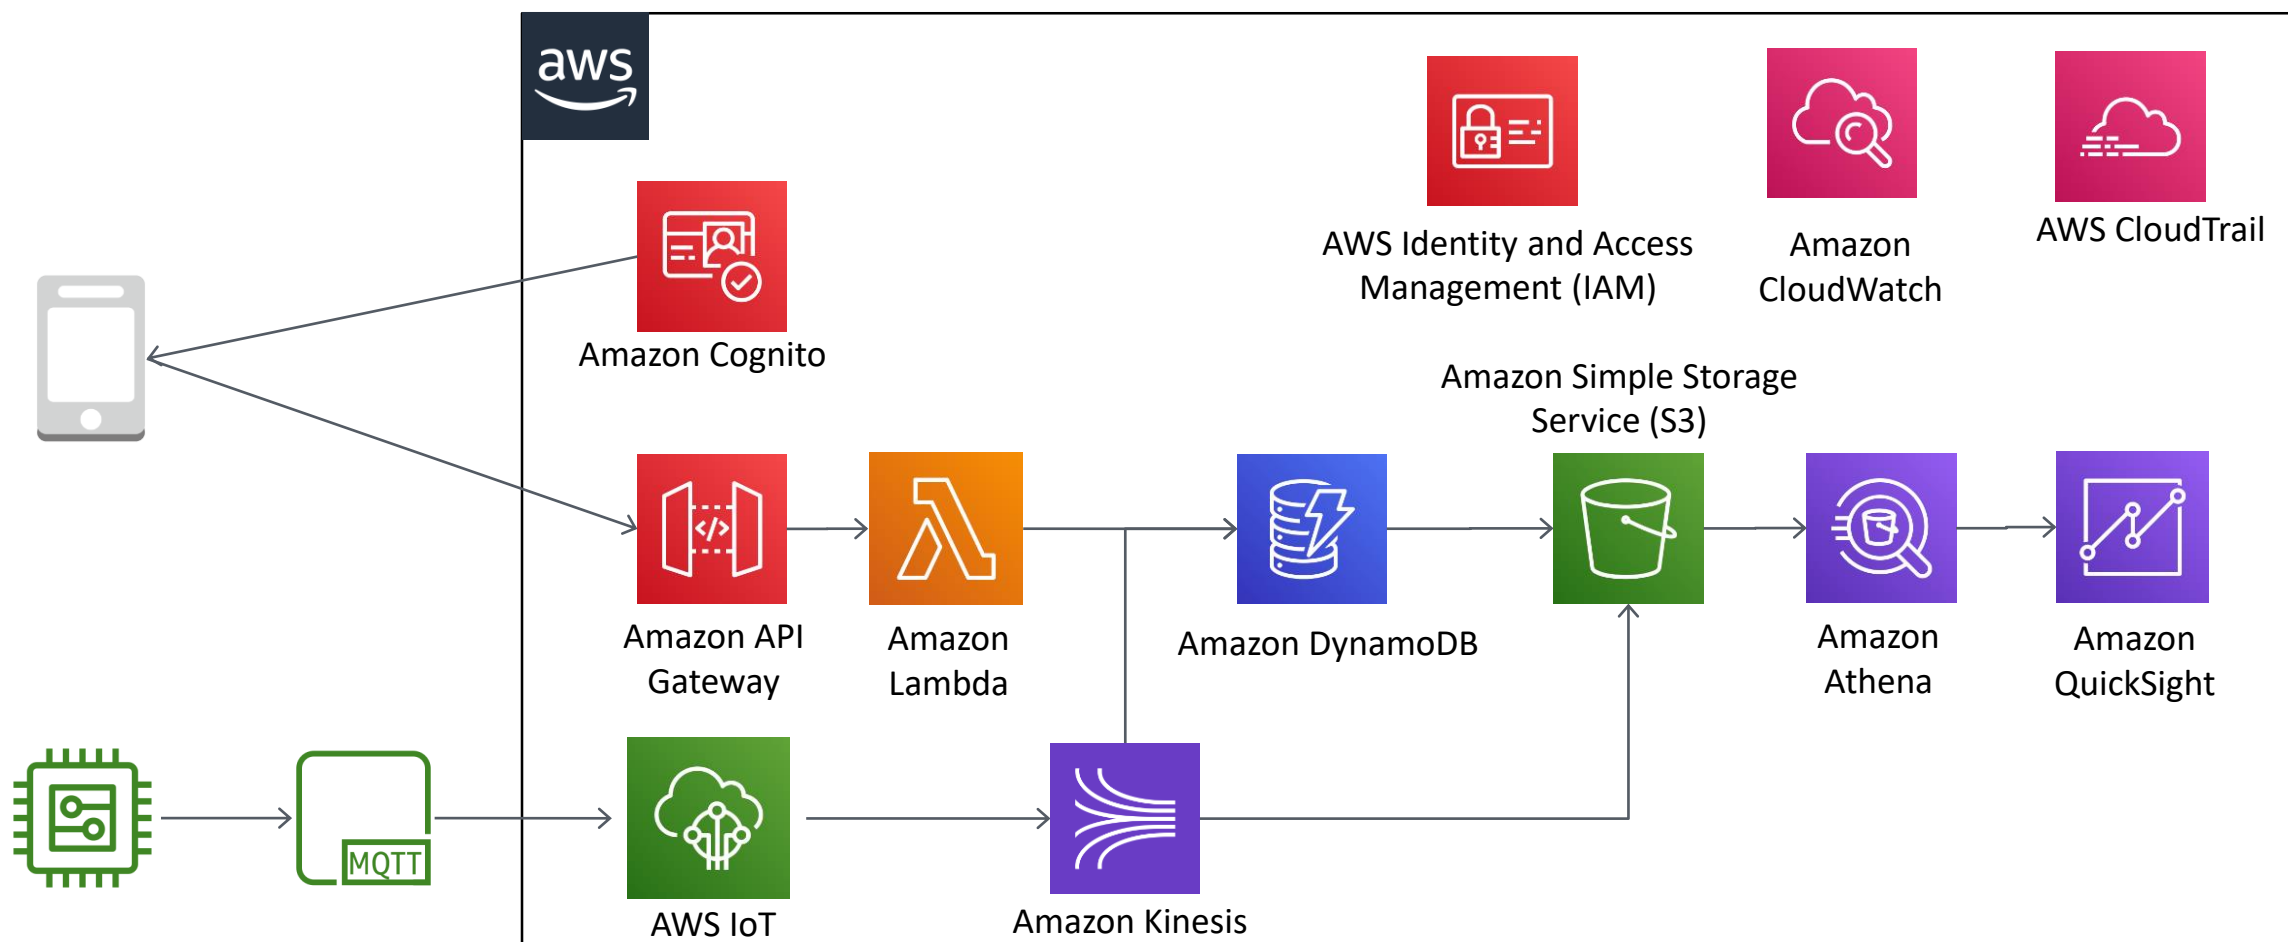 aws
AWS Identity and Access
Management (IAM)
Amazon
CloudWatch
AWS CloudTrail
Amazon Cognito
Amazon Simple Storage
Service (S3)
</>
Amazon API
Gateway
Amazon
Lambda
Amazon DynamoDB
Amazon
Athena
Amazon
QuickSight
MQTT
AWS IoT
Amazon Kinesis